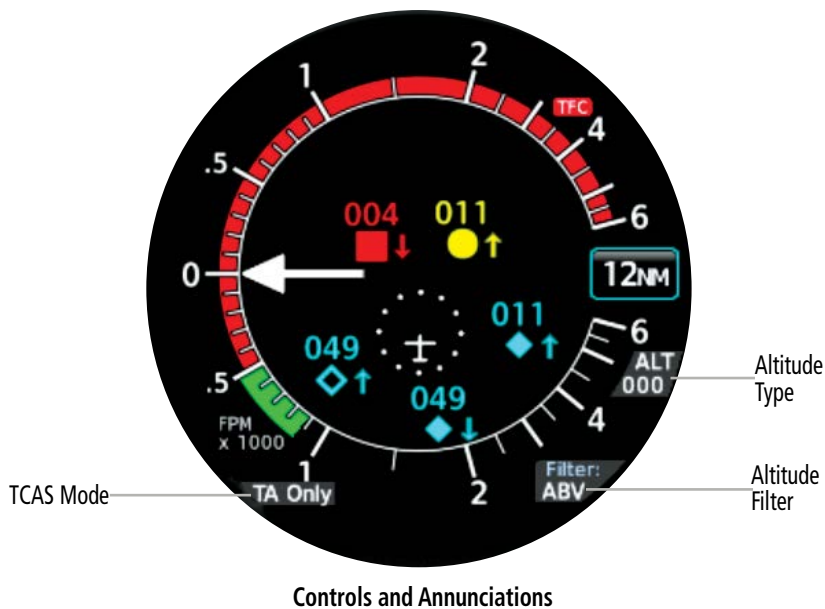 1
2
TFC
4
.5
004
011
6
0
12NM
011
6
049
ALT
000
Altitude
Type
.5
049
4
FPM
x 1000
1
2
Filter:
ABV
Altitude
Filter
TCAS Mode
TA Only
Controls and Annunciations